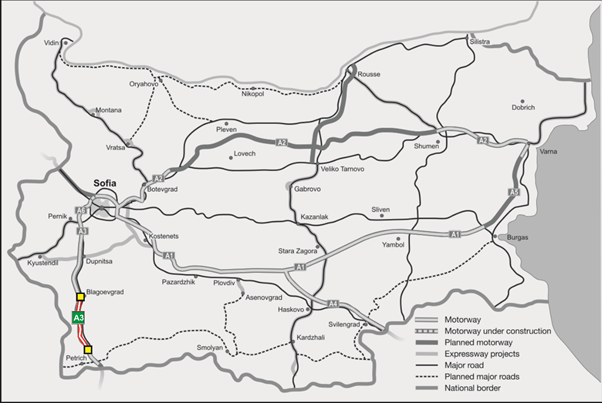 Vidin
Silistra
Oryahovo
Rousse
Nikopol
Dobrich
Montana
Pleven
Vratsa
A2
Shumen
A2
Lovech
Varna
A2
Veliko Tarnovo
Sofia
Botevgrad
Gabrovo
A5
A6
Pernik
Kazanlak
Sliven
A3
Kostenets
Burgas
A1
Yambol
Stara Zagora
A1
Kyustendil
Dupnitsa
A1
Pazardzhik
Plovdiv
Blagoevgrad
Asenovgrad
A4
Haskovo
A3
Svilengrad
Motorway
Motorway under construction
Kardzhali
Planned motorway
Smolyan
Expressway projects
Petrich
Major road
Planned major roads
National border